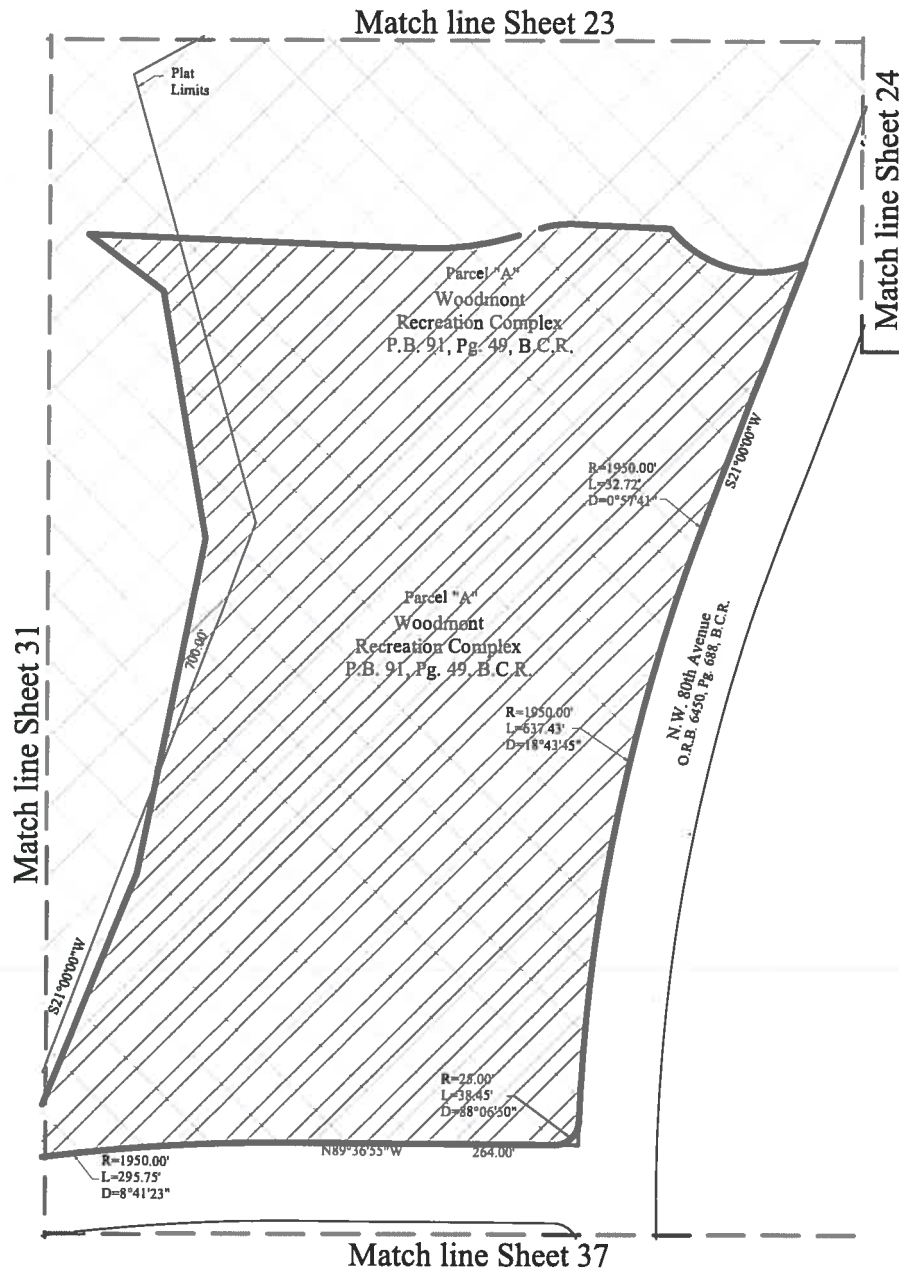 Match line Sheet 23
Plat
Limits
Match line Sheet 24
Parcel "A"
Woodmont
Recreation Complex
P.B. 91, Pg. 49, B.C.R.
S21°00'00"W
R=1950.00'
L=32.72'
D=0°57'41"
Parcel "A"
Woodmont
Recreation Complex
P.B. 91, Pg. 49, B.C.R.
700.00'
Match line Sheet 31
N.W. 80th Avenue
O.R.B. 6450, Pg. 688, B.C.R.
R=1950.00'
L=637.43'
D=18°43'45"
S21°00'00"W
R=25.00'
L=38.45'
D=88°06'50"
N89°36'55"W 264.00'
R=1950.00'
L=295.75'
D=8°41'23"
Match line Sheet 37